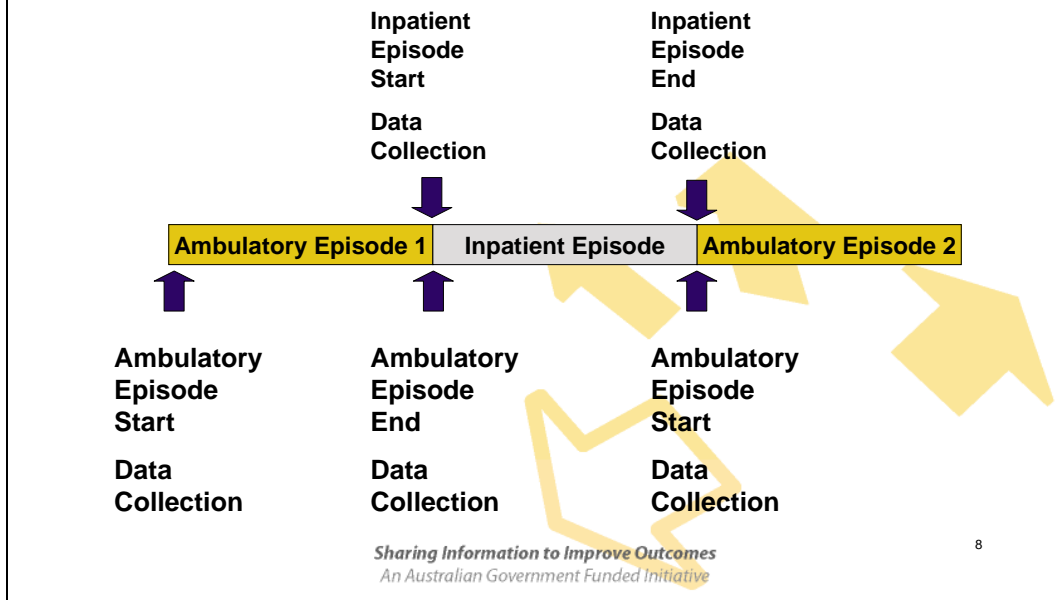 Inpatient
Episode
Start
Data
Collection
Inpatient
Episode
End
Data
Collection
Ambulatory Episode 1
Inpatient Episode
Ambulatory Episode 2
Ambulatory
Episode
Start
Data
Collection
Ambulatory
Episode
End
Data
Collection
Ambulatory
Episode
Start
Data
Collection
Sharing Information to Improve Outcomes
An Australian Government Funded Initiative
8